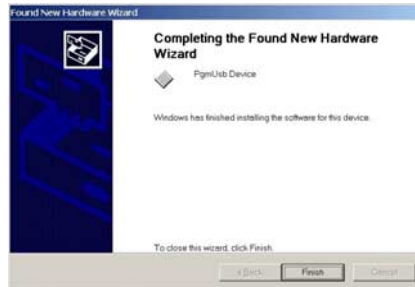 Found New Hardware Wizard
Completing the Found New Hardware
Wizard
PgmUsb Device
Windows has finished installing the software for this device.
To close this wizard, click Finish.
< Back
Finish
Cancel